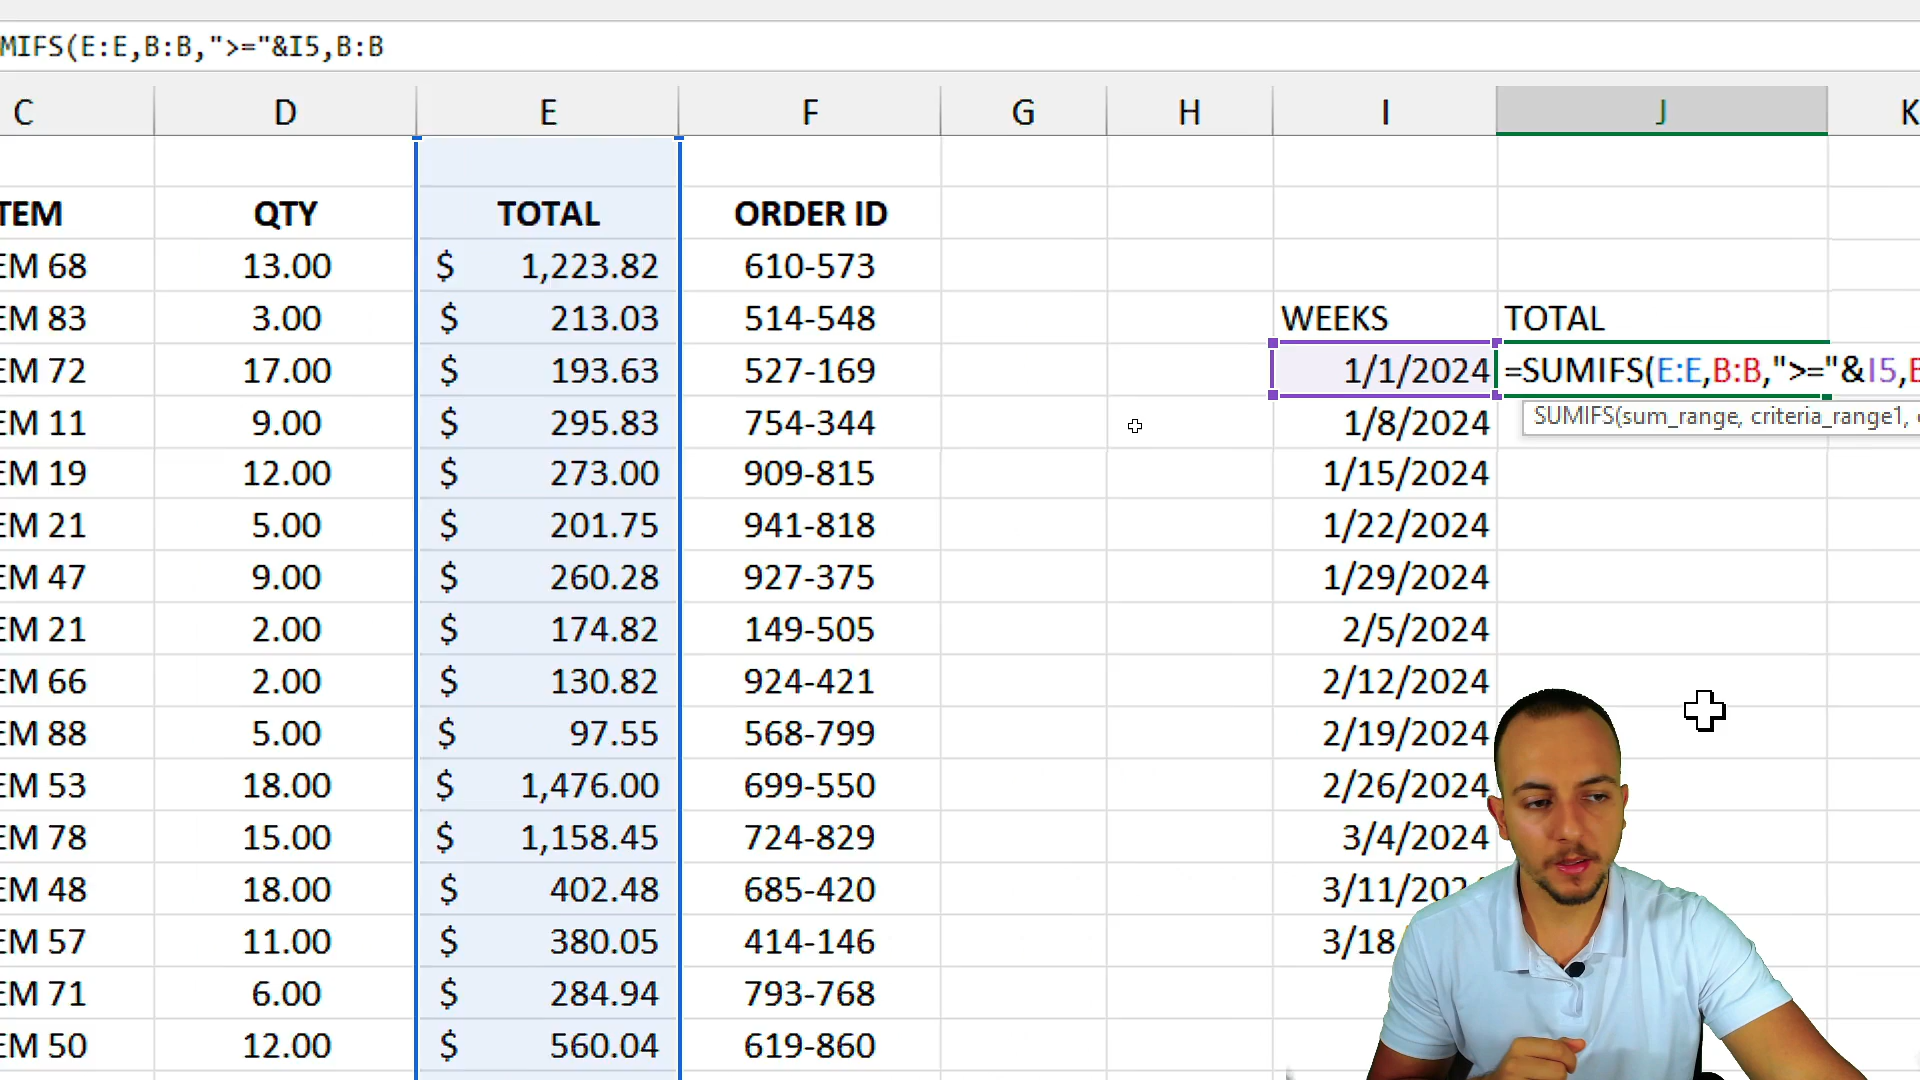 MIFS(E:E,B:B,">="&I5,B:B
C D E F G H I J K
TEM QTY TOTAL ORDER ID
EM 68 13.00 $ 1,223.82 610-573
EM 83 3.00 $ 213.03 514-548 WEEKS TOTAL
EM 72 17.00 $ 193.63 527-169 1/1/2024 =SUMIFS(E:E,B:B,">="&I5,B
SUMIFS(sum_range, criteria_range1,
EM 11 9.00 $ 295.83 754-344 1/8/2024
EM 19 12.00 $ 273.00 909-815 1/15/2024
EM 21 5.00 $ 201.75 941-818 1/22/2024
EM 47 9.00 $ 260.28 927-375 1/29/2024
EM 21 2.00 $ 174.82 149-505 2/5/2024
EM 66 2.00 $ 130.82 924-421 2/12/2024
EM 88 5.00 $ 97.55 568-799 2/19/2024
EM 53 18.00 $ 1,476.00 699-550 2/26/2024
EM 78 15.00 $ 1,158.45 724-829 3/4/2024
EM 48 18.00 $ 402.48 685-420 3/11/202
EM 57 11.00 $ 380.05 414-146 3/18
EM 71 6.00 $ 284.94 793-768
EM 50 12.00 $ 560.04 619-860